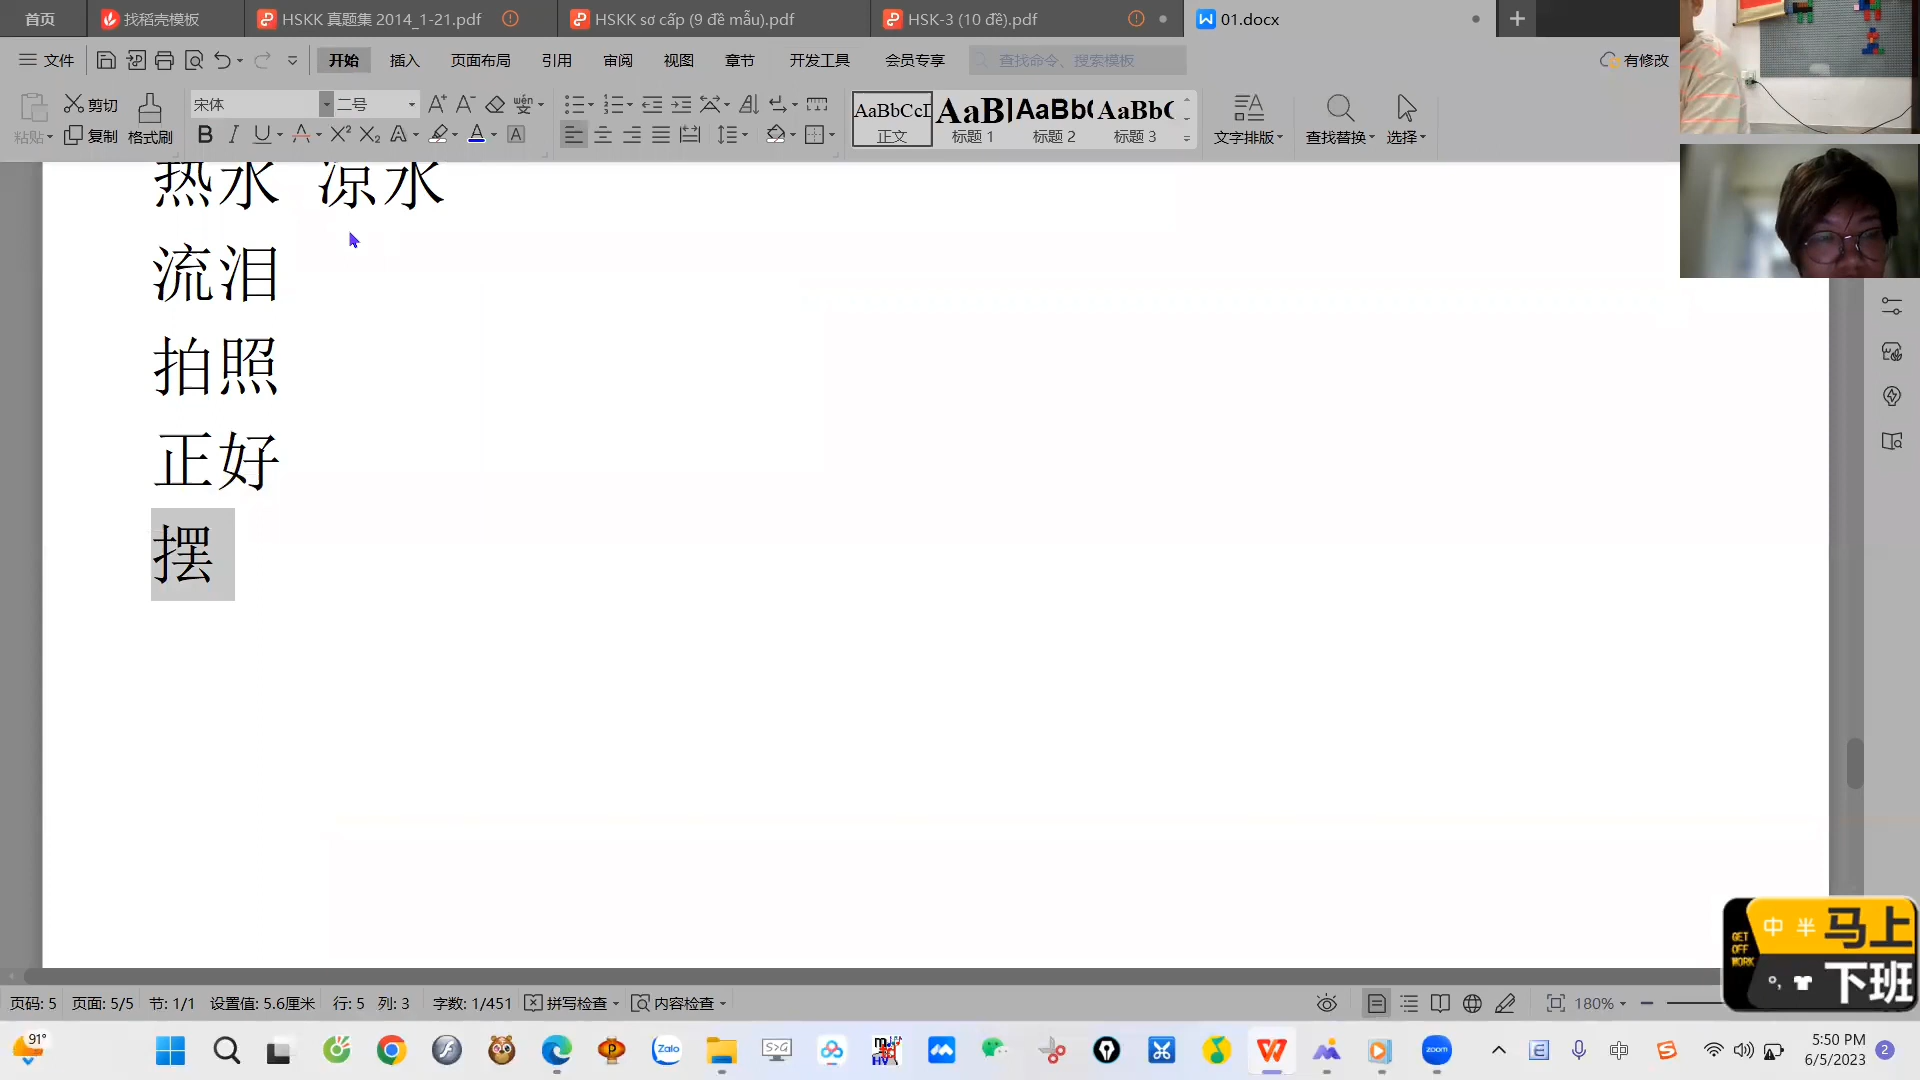 首页 找稻壳模板 HSKK 真题集 2014_1-21.pdf HSKK sơ cấp (9 đề mẫu).pdf HSK-3 (10 đề).pdf 01.docx
文件 开始 插入 页面布局 引用 审阅 视图 章节 开发工具 会员专享 查找命令、搜索模板 有修改
粘贴 剪切 复制 格式刷 宋体 二号
AaBbCcD AaBl AaBb( AaBbC
正文 标题 1 标题 2 标题 3 文字排版 查找替换 选择
热水 凉水
流泪
拍照
正好
摆
GET OFF WORK 中 半 马上
下班
页码: 5 页面: 5/5 节: 1/1 设置值: 5.6厘米 行: 5 列: 3 字数: 1/451 拼写检查 内容检查 180%
91° Zalo zoom 中 5:50 PM
6/5/2023 2